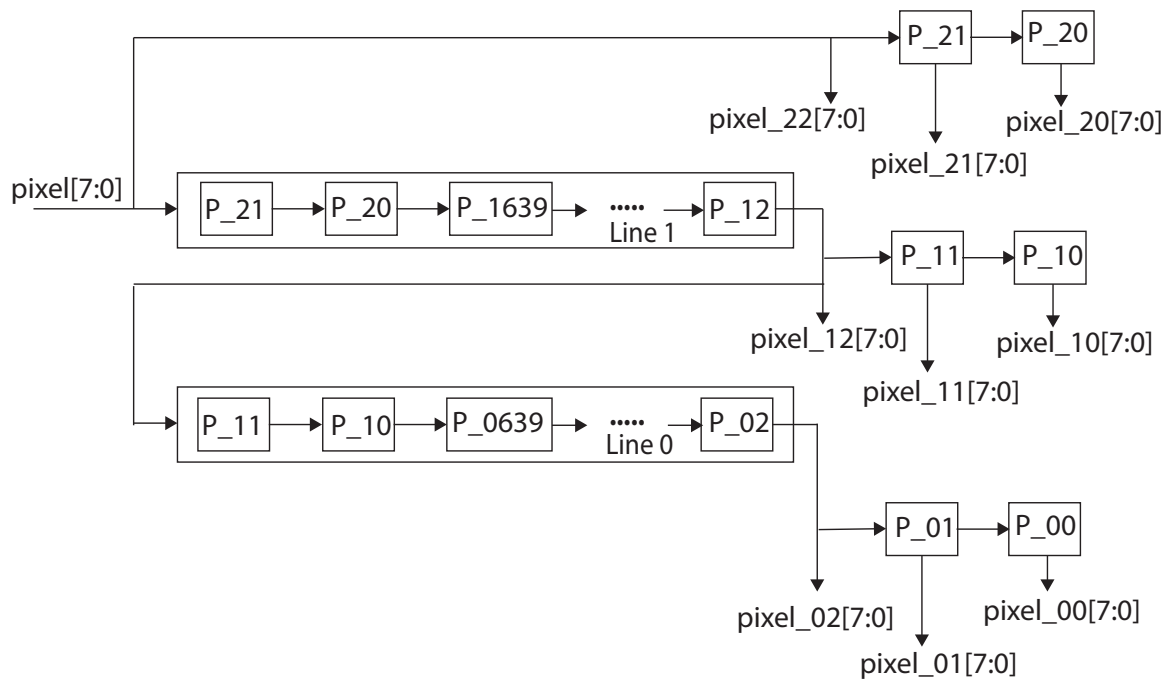 P_21
P_20
pixel_22[7:0]
pixel_20[7:0]
pixel_21[7:0]
pixel[7:0]
P_21
P_20
P_1639
.....
P_12
Line 1
P_11
P_10
pixel_12[7:0]
pixel_10[7:0]
pixel_11[7:0]
P_11
P_10
P_0639
.....
P_02
Line 0
P_01
P_00
pixel_02[7:0]
pixel_00[7:0]
pixel_01[7:0]